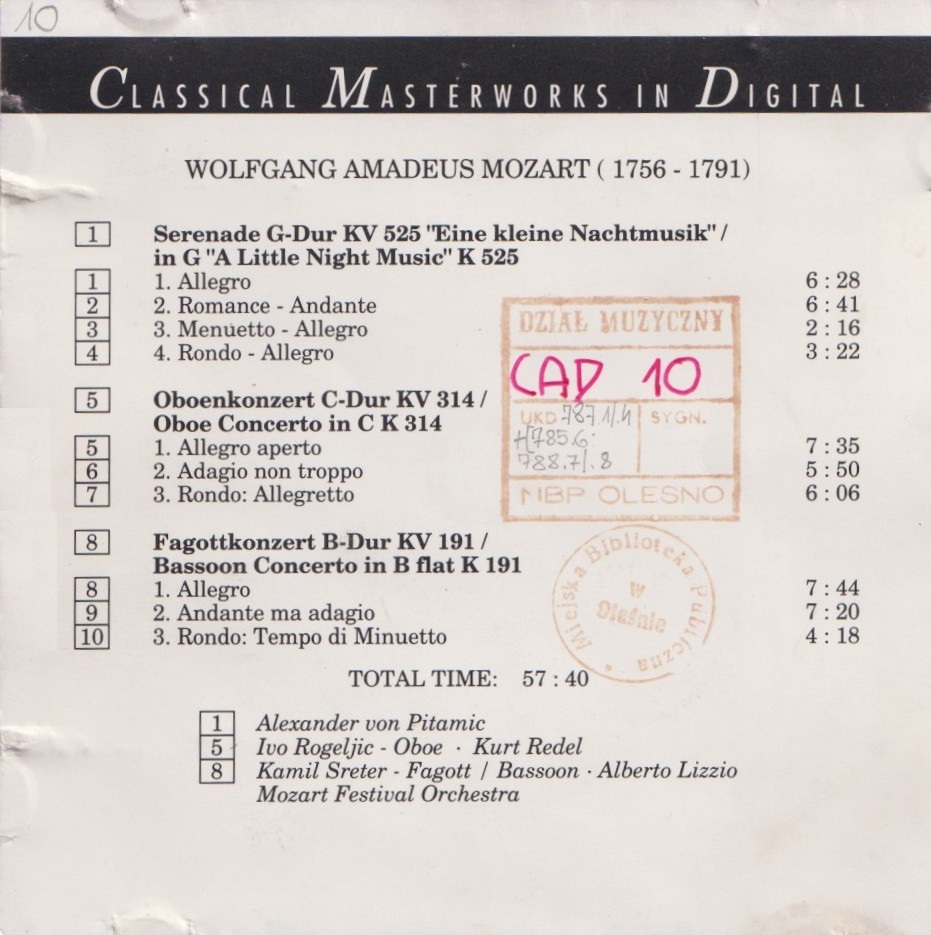 10
CLASSICAL MASTERWORKS IN DIGITAL
WOLFGANG AMADEUS MOZART ( 1756 - 1791)
1 Serenade G-Dur KV 525 "Eine kleine Nachtmusik" /
in G "A Little Night Music" K 525
1 1. Allegro 6 : 28
2 2. Romance - Andante 6 : 41
3 3. Menuetto - Allegro 2 : 16
4 4. Rondo - Allegro 3 : 22
5 Oboenkonzert C-Dur KV 314 /
Oboe Concerto in C K 314
5 1. Allegro aperto 7 : 35
6 2. Adagio non troppo 5 : 50
7 3. Rondo: Allegretto 6 : 06
8 Fagottkonzert B-Dur KV 191 /
Bassoon Concerto in B flat K 191
8 1. Allegro 7 : 44
9 2. Andante ma adagio 7 : 20
10 3. Rondo: Tempo di Minuetto 4 : 18
TOTAL TIME: 57 : 40
1 Alexander von Pitamic
5 Ivo Rogeljic - Oboe · Kurt Redel
8 Kamil Sreter - Fagott / Bassoon · Alberto Lizzio
Mozart Festival Orchestra
DZIAŁ MUZYCZNY
CAD 10
UKD SYGN.
788.7/.8
MBP OLESNO
Miejska Biblioteka Publiczna
w
Oleśnie